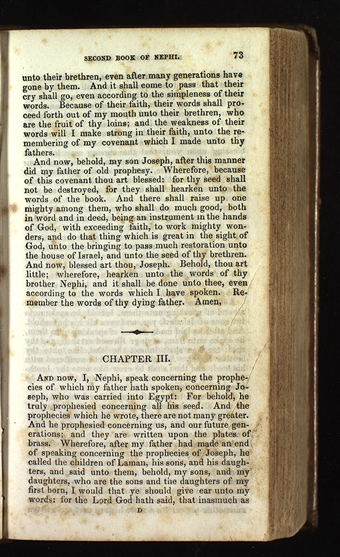 SECOND BOOK OF NEPHI. 73
unto their brethren, even after many generations have
gone by them. And it shall come to pass that their
cry shall go, even according to the simpleness of their
words. Because of their faith, their words shall pro-
ceed forth out of my mouth unto their brethren, who
are the fruit of thy loins; and the weakness of their
words will I make strong in their faith, unto the re-
membering of my covenant which I made unto thy
fathers.
And now, behold, my son Joseph, after this manner
did my father of old prophesy. Wherefore, because
of this covenant thou art blessed: for thy seed shall
not be destroyed, for they shall hearken unto the
words of the book. And there shall raise up one
mighty among them, who shall do much good, both
in word and in deed, being an instrument in the hands
of God, with exceeding faith, to work mighty won-
ders, and do that thing which is great in the sight of
God, unto the bringing to pass much restoration unto
the house of Israel, and unto the seed of thy brethren.
And now, blessed art thou, Joseph. Behold, thou art
little; wherefore, hearken unto the words of thy
brother Nephi, and it shall be done unto thee, even
according to the words which I have spoken. Re-
member the words of thy dying father. Amen.
CHAPTER III.
AND now, I, Nephi, speak concerning the prophe-
cies of which my father hath spoken, concerning Jo-
seph, who was carried into Egypt: For behold, he
truly prophesied concerning all his seed. And the
prophecies which he wrote, there are not many greater.
And he prophesied concerning us, and our future gen-
erations; and they are written upon the plates of
brass. Wherefore, after my father had made an end
of speaking concerning the prophecies of Joseph, he
called the children of Laman, his sons, and his daugh-
ters, and said unto them, behold, my sons, and my
daughters, who are the sons and the daughters of my
first born, I would that ye should give ear unto my
words: for the Lord God hath said, that inasmuch as
D